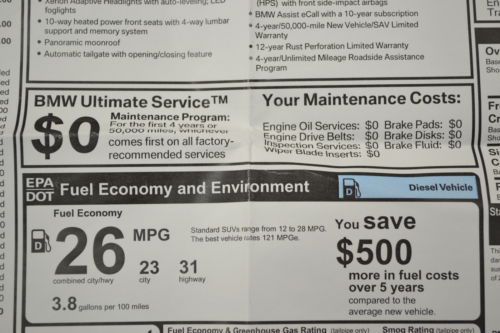 Xenon Adaptive Headlights with auto-leveling, LED
foglights
• 10-way heated power front seats with 4-way lumbar
support and memory system
• Panoramic moonroof
• Automatic tailgate with opening/closing feature
(HPS) with front side-impact airbags
• BMW Assist eCall with a 10-year subscription
• 4-year/50,000-mile New Vehicle/SAV Limited
Warranty
• 12-year Rust Perforation Limited Warranty
• 4-year/Unlimited Mileage Roadside Assistance
Program
BMW Ultimate Service™
$0
Maintenance Program:
For the first 4 years or
50,000 miles, whichever
comes first on all factory-
recommended services
Your Maintenance Costs:
Engine Oil Services: $0 Brake Pads: $0
Engine Drive Belts: $0 Brake Disks: $0
Inspection Services: $0 Brake Fluid: $0
Wiper Blade Inserts: $0
EPA
DOT
Fuel Economy and Environment
D
Diesel Vehicle
Fuel Economy
D
26
MPG
combined city/hwy
23
city
31
highway
Standard SUVs range from 12 to 28 MPG.
The best vehicle rates 121 MPGe.
3.8 gallons per 100 miles
You save
$500
more in fuel costs
over 5 years
compared to the
average new vehicle.
Fuel Economy & Greenhouse Gas Rating (tailpipe only)
Smog Rating (tailpipe only)